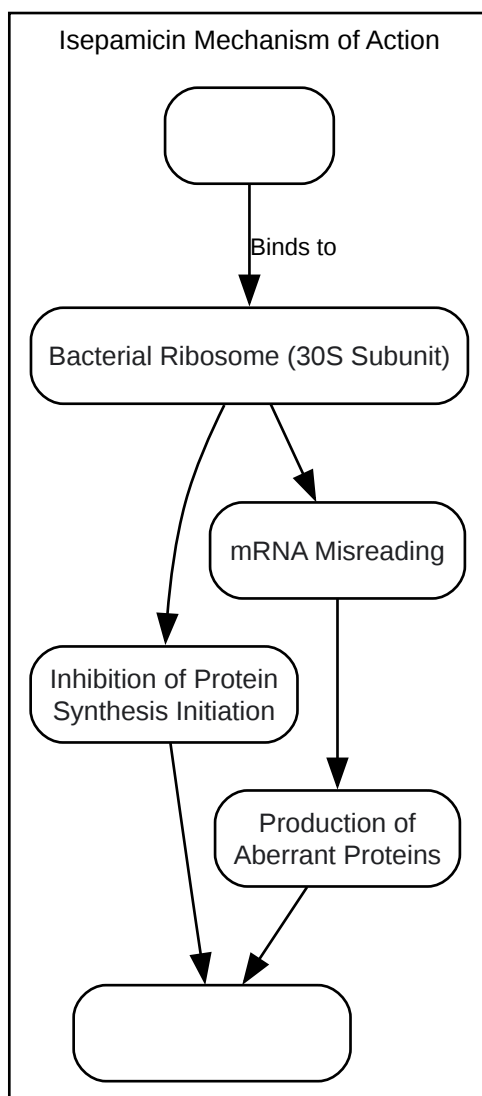 Isepamicin Mechanism of Action
Binds to
Bacterial Ribosome (30S Subunit)
mRNA Misreading
Inhibition of Protein
Synthesis Initiation
Production of
Aberrant Proteins